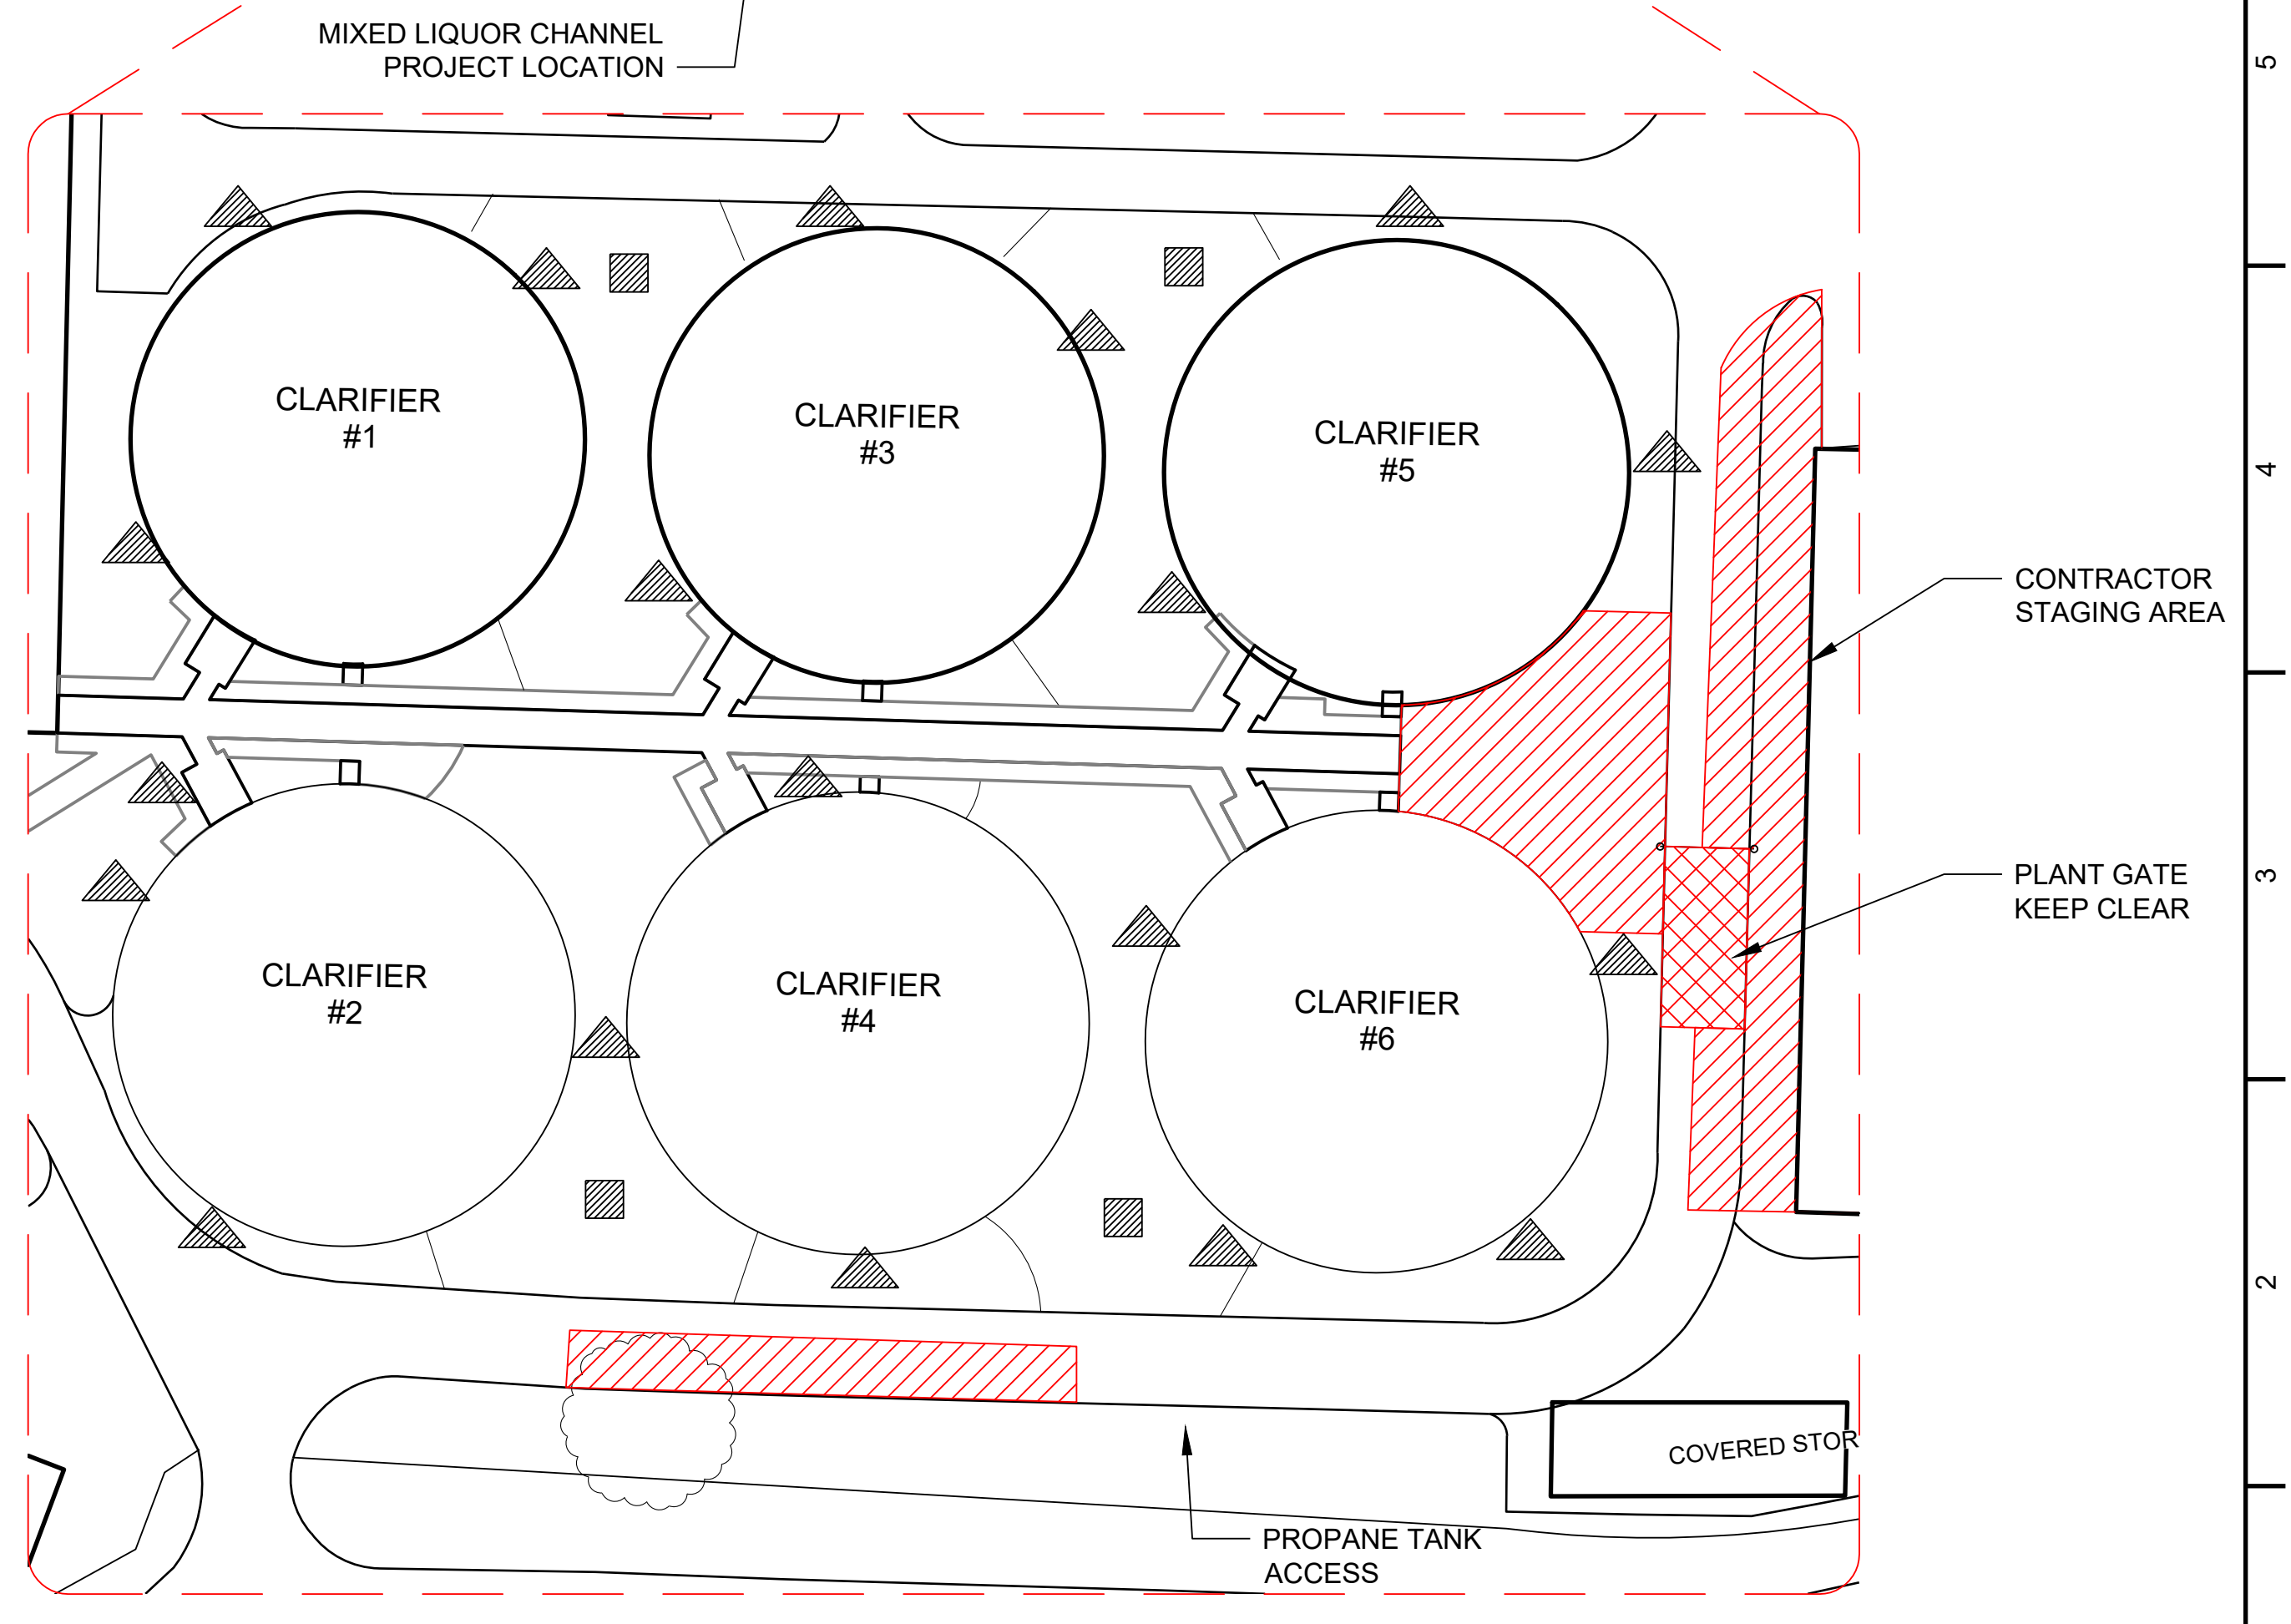 MIXED LIQUOR CHANNEL
PROJECT LOCATION
5
CLARIFIER
#1
CLARIFIER
#3
CLARIFIER
#5
4
CONTRACTOR
STAGING AREA
PLANT GATE
KEEP CLEAR
3
CLARIFIER
#2
CLARIFIER
#4
CLARIFIER
#6
2
COVERED STOR
PROPANE TANK
ACCESS